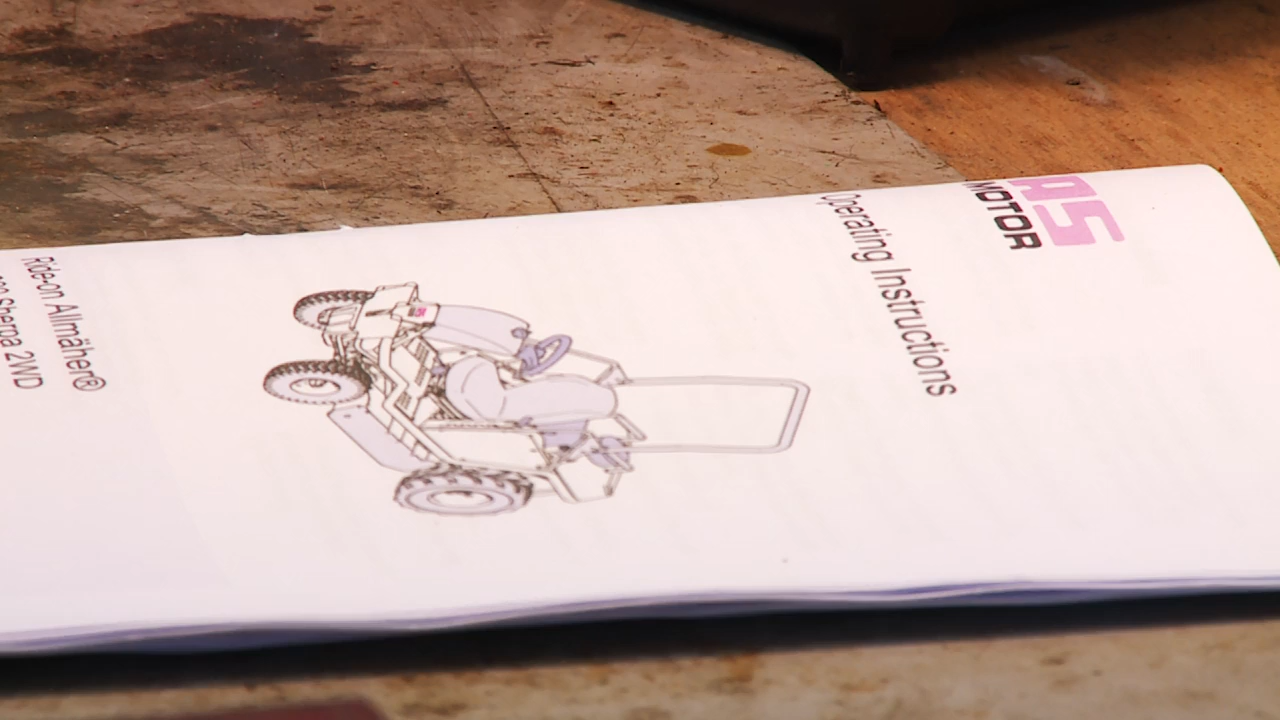 AS
MOTOR
Operating Instructions
Ride-on Allmäher®
Sherpa 2WD